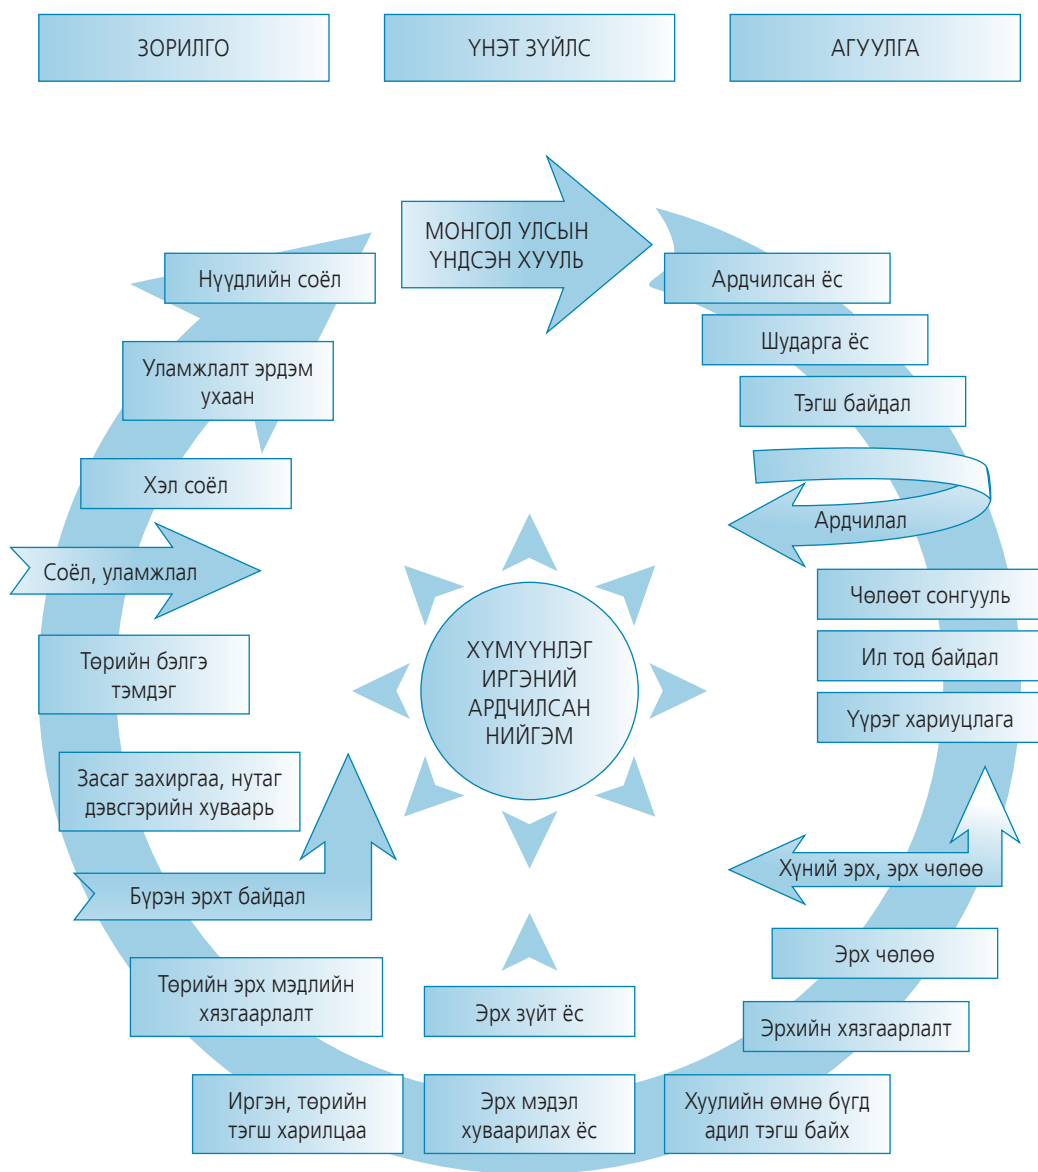 ЗОРИЛГО
ҮНЭТ ЗҮЙЛС
АГУУЛГА
МОНГОЛ УЛСЫН
ҮНДСЭН ХУУЛЬ
Нүүдлийн соёл
Ардчилсан ёс
Шударга ёс
Уламжлалт эрдэм
ухаан
Тэгш байдал
Хэл соёл
Ардчилал
Соёл, уламжлал
Чөлөөт сонгууль
Төрийн бэлгэ
тэмдэг
ХҮМҮҮНЛЭГ
ИРГЭНИЙ
АРДЧИЛСАН
НИЙГЭМ
Ил тод байдал
Үүрэг хариуцлага
Засаг захиргаа, нутаг
дэвсгэрийн хуваарь
Хүний эрх, эрх чөлөө
Бүрэн эрхт байдал
Эрх чөлөө
Төрийн эрх мэдлийн
хязгаарлалт
Эрх зүйт ёс
Эрхийн хязгаарлалт
Иргэн, төрийн
тэгш харилцаа
Эрх мэдэл
хуваарилах ёс
Хуулийн өмнө бүгд
адил тэгш байх